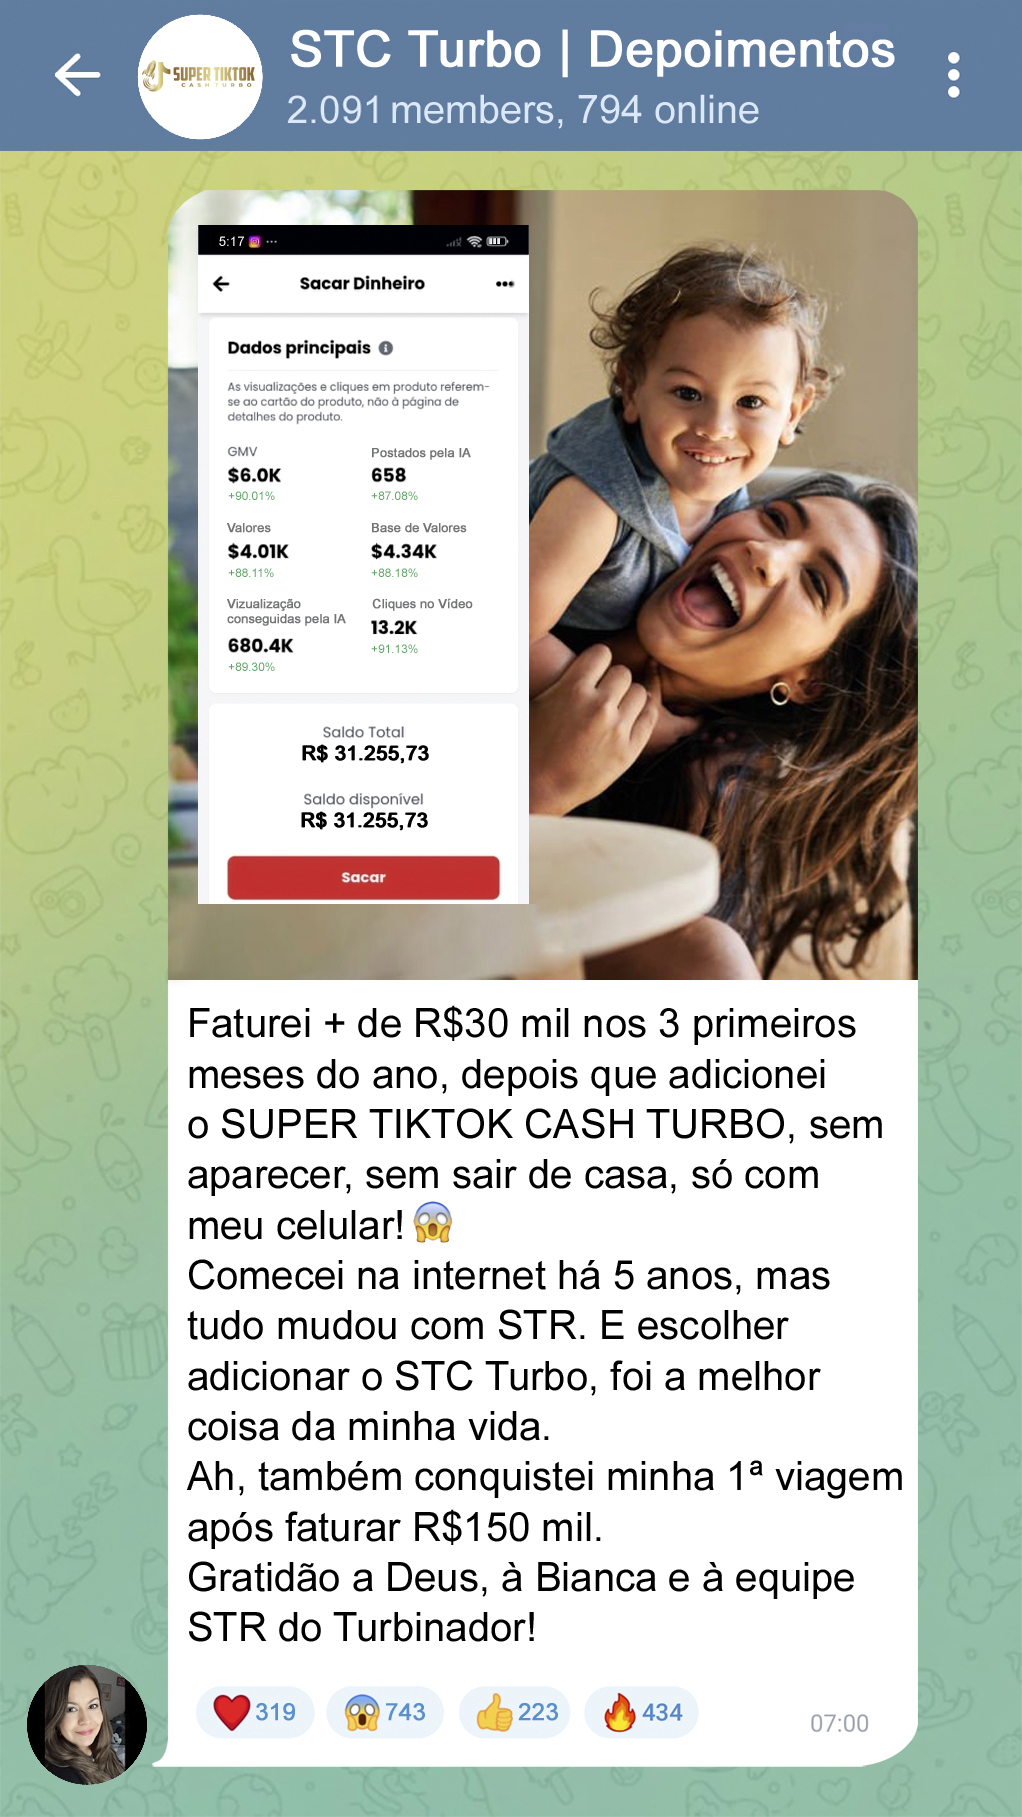 STC Turbo | Depoimentos
SUPER TIKTOK
CASH TURBO
2.091 members, 794 online
5:17
Sacar Dinheiro
Dados principais
As visualizações e cliques em produto referem-
se ao cartão do produto, não à página de
detalhes do produto.
GMV
$6.0K
+90.01%
Postados pela IA
658
+87.08%
Valores
$4.01K
+88.11%
Base de Valores
$4.34K
+88.18%
Vizualização
conseguidas pela IA
680.4K
+89.30%
Cliques no Vídeo
13.2K
+91.13%
Saldo Total
R$ 31.255,73
Saldo disponível
R$ 31.255,73
Sacar
Faturei + de R$30 mil nos 3 primeiros
meses do ano, depois que adicionei
o SUPER TIKTOK CASH TURBO, sem
aparecer, sem sair de casa, só com
meu celular!😱
Comecei na internet há 5 anos, mas
tudo mudou com STR. E escolher
adicionar o STC Turbo, foi a melhor
coisa da minha vida.
Ah, também conquistei minha 1ª viagem
após faturar R$150 mil.
Gratidão a Deus, à Bianca e à equipe
STR do Turbinador!
❤️ 319 😱 743 👍 223 🔥 434
07:00